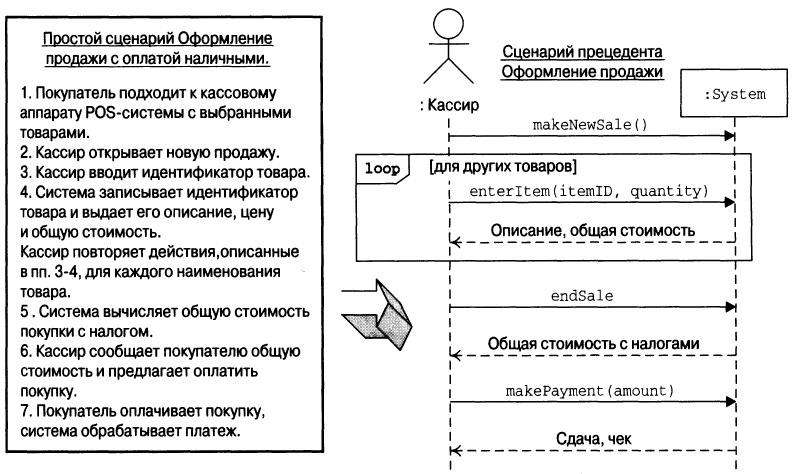 Простой сценарий Оформление
продажи с оплатой наличными.
1. Покупатель подходит к кассовому
аппарату POS-системы с выбранными
товарами.
2. Кассир открывает новую продажу.
3. Кассир вводит идентификатор товара.
4. Система записывает идентификатор
товара и выдает его описание, цену
и общую стоимость.
Кассир повторяет действия,описанные
в пп. 3-4, для каждого наименования
товара.
5 . Система вычисляет общую стоимость
покупки с налогом.
6. Кассир сообщает покупателю общую
стоимость и предлагает оплатить
покупку.
7. Покупатель оплачивает покупку,
система обрабатывает платеж.
Сценарий прецедента
Оформление продажи
: Кассир
:System
makeNewSale()
loop
[для других товаров]
enterItem(itemID, quantity)
Описание, общая стоимость
endSale
Общая стоимость с налогами
makePayment(amount)
Сдача, чек